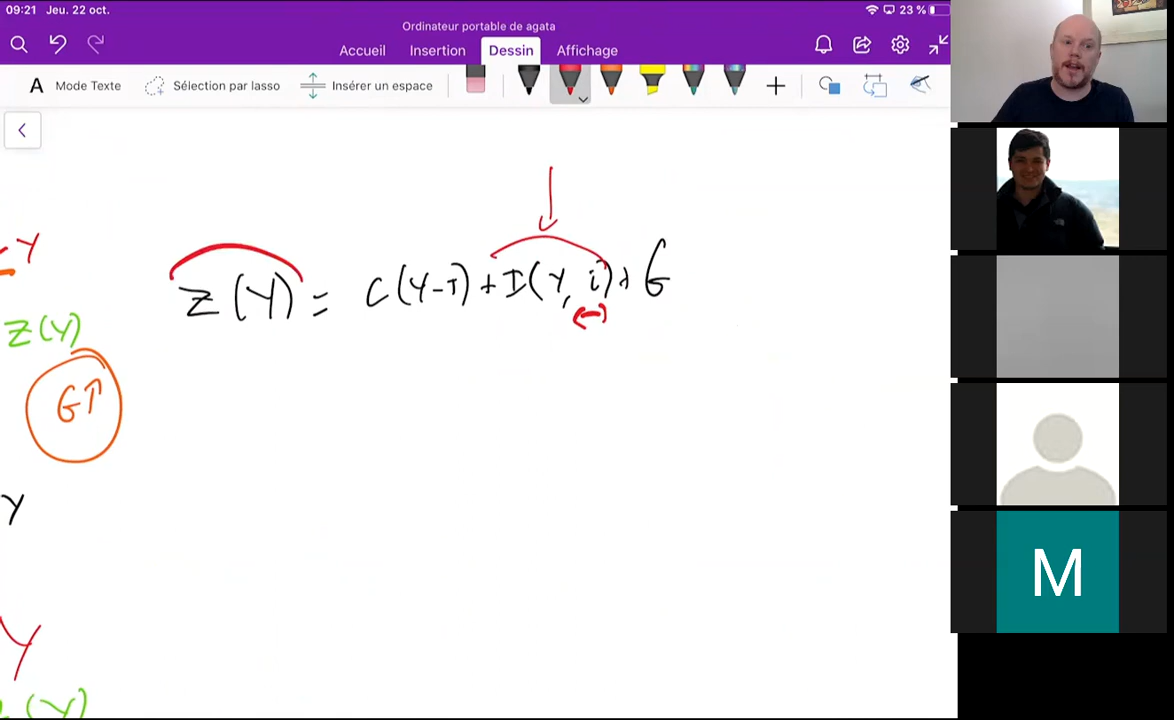 09:21 Jeu. 22 oct.
23 %
Ordinateur portable de agata
Accueil Insertion Dessin Affichage
A Mode Texte Sélection par lasso Insérer un espace
Y
Z(Y) = C(Y-T) + I(Y, i) + G
(-)
Z(Y)
G↑
Y
M
Y
(Y)